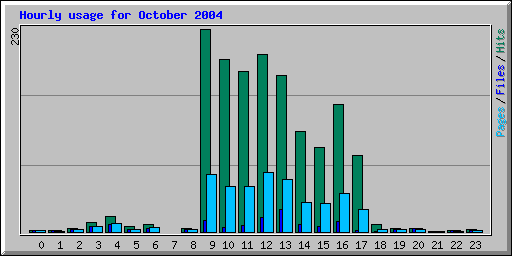 Hourly usage for October 2004
230
Pages/Files/Hits
0 1 2 3 4 5 6 7 8 9 10 11 12 13 14 15 16 17 18 19 20 21 22 23